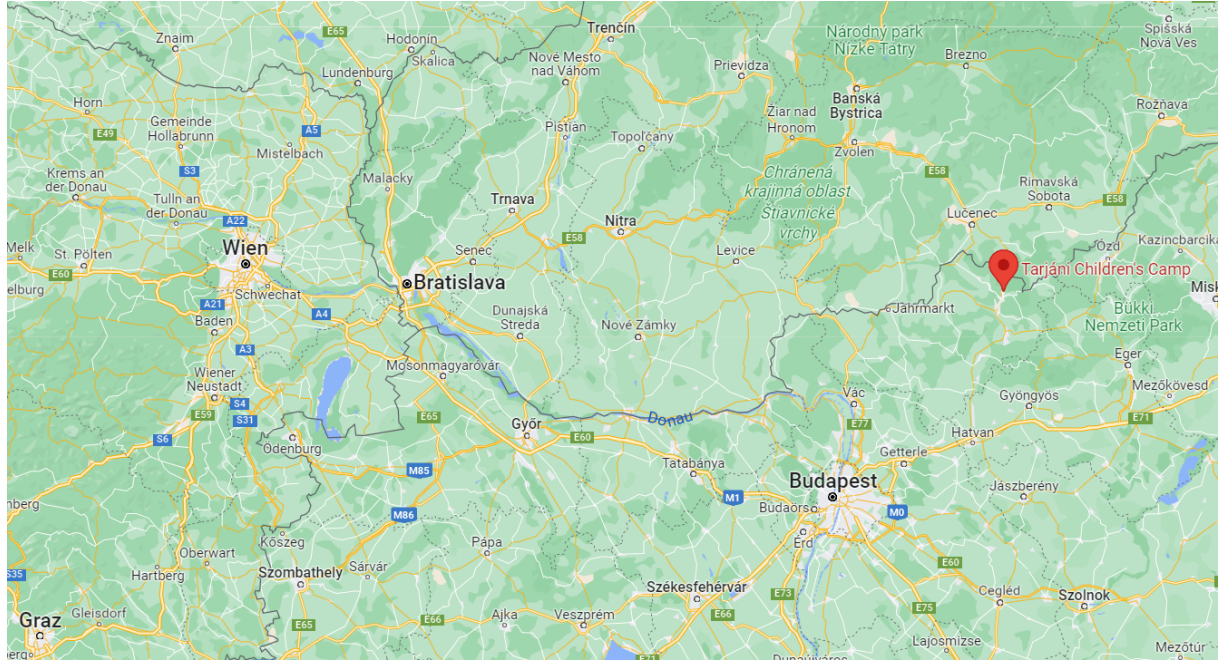 Znaim
E65
Hodonín
Skalica
Trenčín
Nové Mesto
nad Váhom
Prievidza
Národný park
Nízke Tatry
Brezno
Spišská
Nová Ves
Lundenburg
Horn
E49
Gemeinde
Hollabrunn
A5
Mistelbach
S3
Pistian
Topoľčany
Žiar nad
Hronom
Banská
Bystrica
Zvolen
Rožňava
Krems an
der Donau
Tulln an
der Donau
A22
Malacky
Trnava
Nitra
E58
Chránená
krajinná oblasť
Štiavnické
vrchy
E58
Rimavská
Sobota
E58
Lučenec
Melk
St. Pölten
E60
Wien
Senec
Levice
Ózd
Kazincbarcika
Tarjáni Children's Camp
Schwechat
Bratislava
A21
A4
Baden
Dunajská
Streda
Nové Zámky
Jahrmarkt
Bükki
Nemzeti Park
A3
Mosonmagyaróvár
Eger
Wiener
Neustadt
S4
E59
S31
S6
E65
Donau
Vác
E77
Gyöngyös
Mezőkövesd
E71
Ödenburg
Győr
E60
Hatvan
Getterle
M85
Tatabánya
M1
Budapest
Budaörs
M0
Jászberény
M86
Érd
Kőszeg
Pápa
Oberwart
Hartberg
S35
Szombathely
Sárvár
E60
Székesfehérvár
E73
Cegléd
Szolnok
Graz
Gleisdorf
E65
E66
Ajka
Veszprém
E66
E75
Lajosmizse
Mezőtúr
E71
Dunaújváros